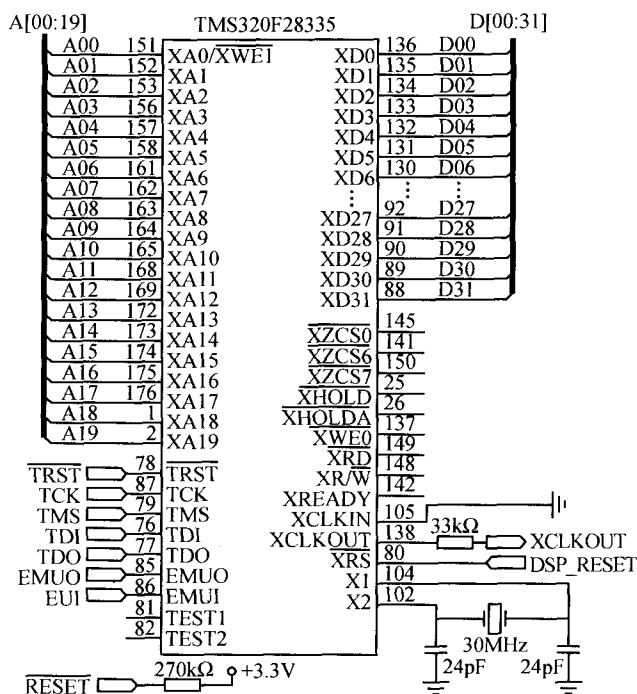 A[00:19] TMS320F28335 D[00:31]
A00 151 XA0/XWE1 XD0 136 D00
A01 152 XA1 XD1 135 D01
A02 153 XA2 XD2 134 D02
A03 156 XA3 XD3 133 D03
A04 157 XA4 XD4 132 D04
A05 158 XA5 XD5 131 D05
A06 161 XA6 XD6 130 D06
A07 162 XA7
A08 163 XA8 XD27 92 D27
A09 164 XA9 XD28 91 D28
A10 165 XA10 XD29 90 D29
A11 168 XA11 XD30 89 D30
A12 169 XA12 XD31 88 D31
A13 172 XA13
A14 173 XA14 XZCS0 145
A15 174 XA15 XZCS6 141
A16 175 XA16 XZCS7 150
A17 176 XA17 XHOLD 25
A18 1 XA18 XHOLDA 26
A19 2 XA19 XWE0 137
XRD 149
TRST 78 TRST XR/W 148
TCK 87 TCK XREADY 142
TMS 79 TMS XCLKIN 105
TDI 76 TDI XCLKOUT 138 33kΩ XCLKOUT
TDO 77 TDO XRS 80 DSP_RESET
EMUO 85 EMUO X1 104
EUI 86 EMUI X2 102
81 TEST1
82 TEST2
30MHz
24pF 24pF
RESET 270kΩ +3.3V